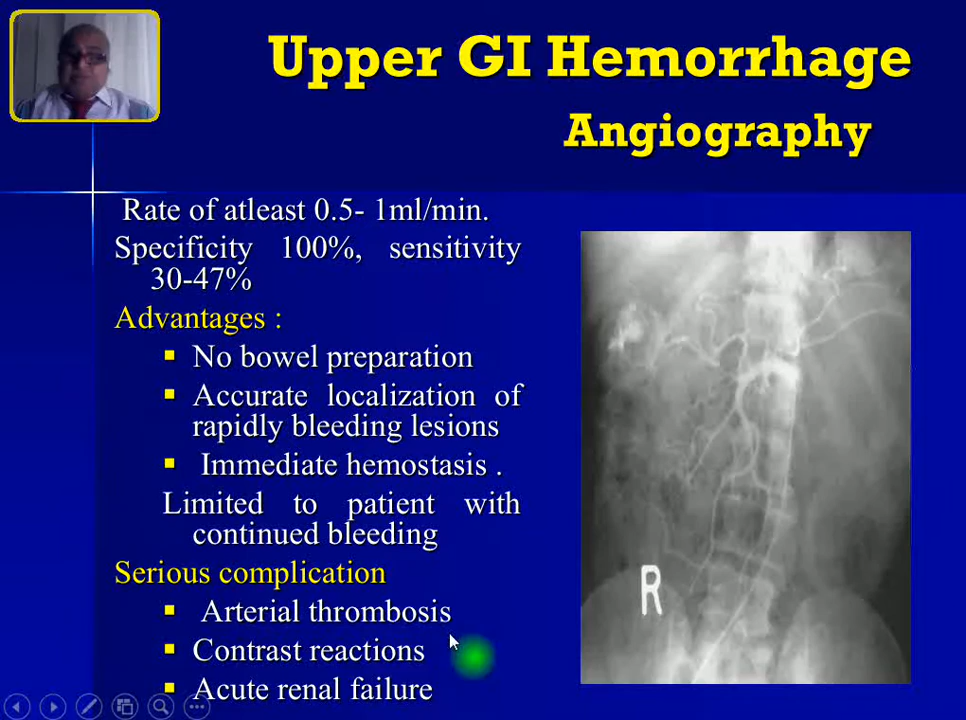 Upper GI Hemorrhage
Angiography
Rate of atleast 0.5- 1ml/min.
Specificity 100%, sensitivity
30-47%
Advantages :
▪ No bowel preparation
▪ Accurate localization of
rapidly bleeding lesions
▪ Immediate hemostasis .
Limited to patient with
continued bleeding
Serious complication
▪ Arterial thrombosis
▪ Contrast reactions
▪ Acute renal failure
R